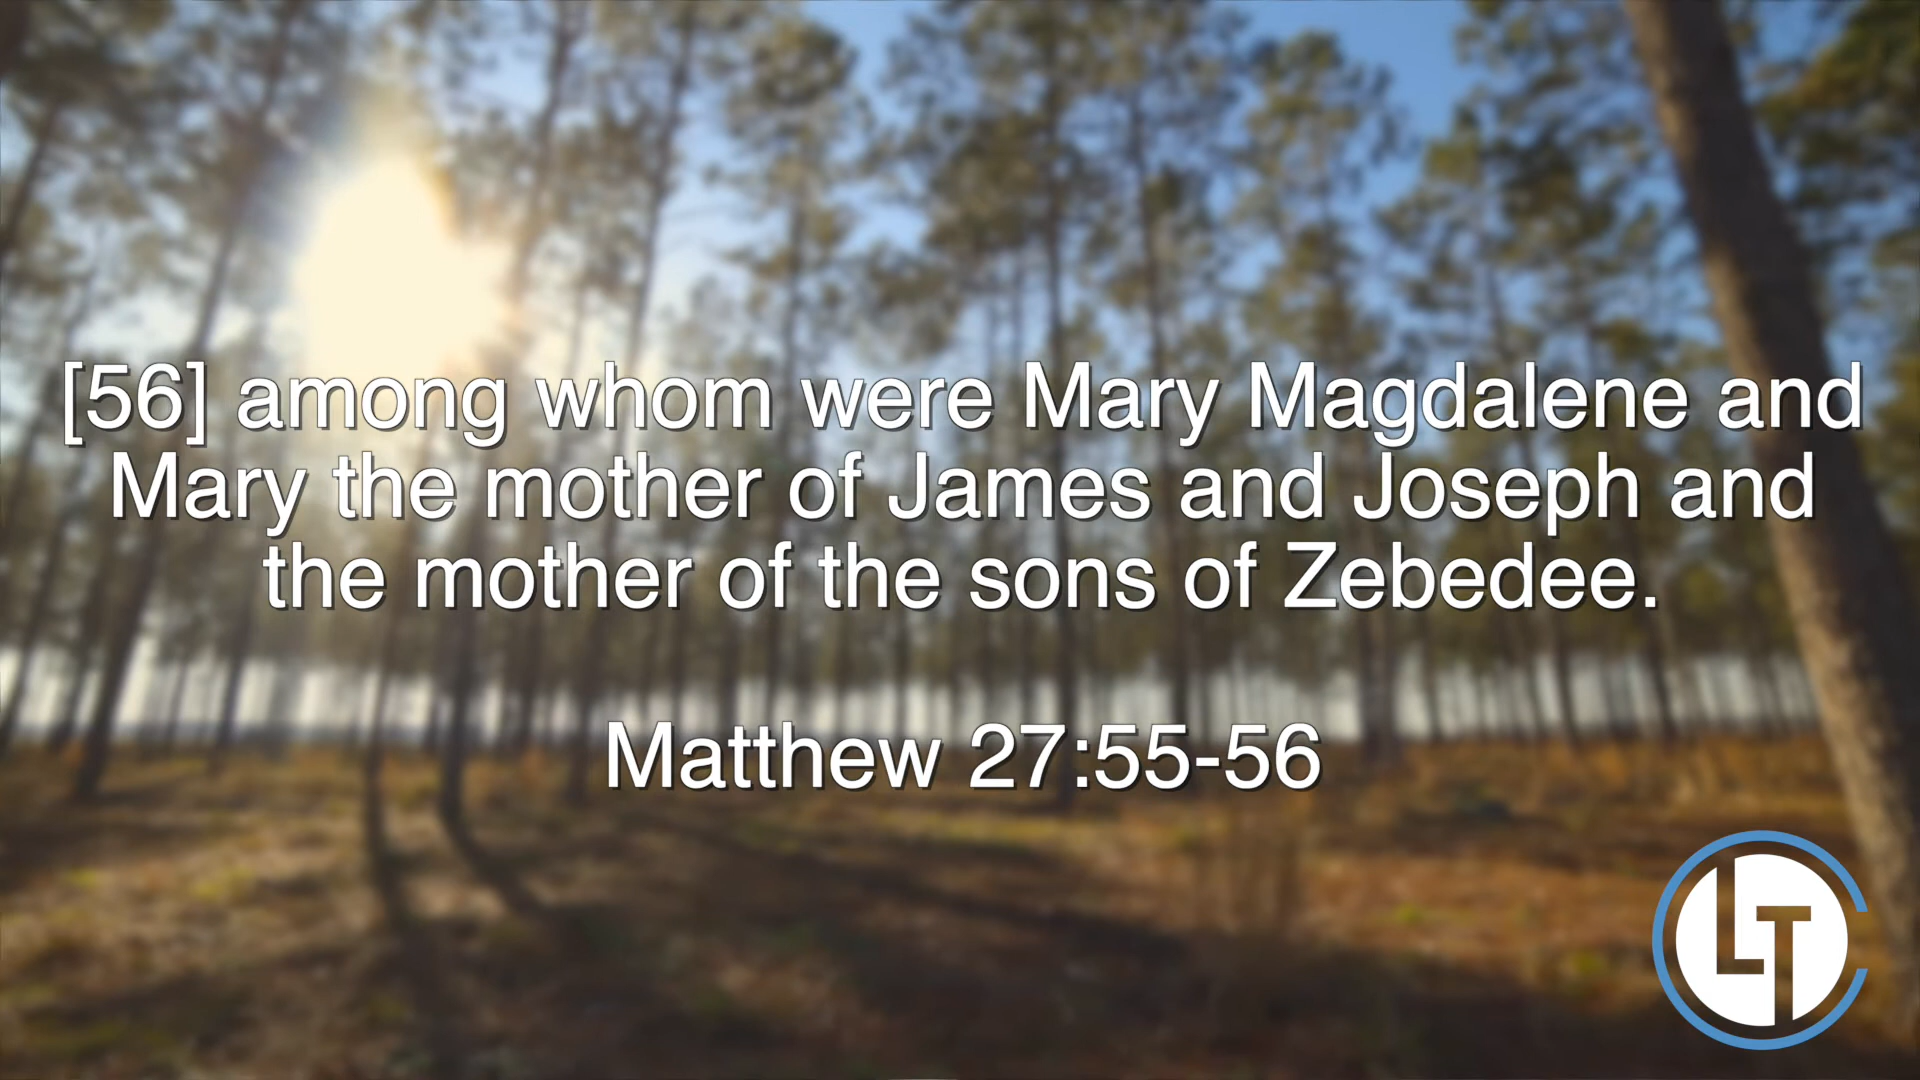 [56] among whom were Mary Magdalene and
Mary the mother of James and Joseph and
the mother of the sons of Zebedee.
Matthew 27:55-56
LT